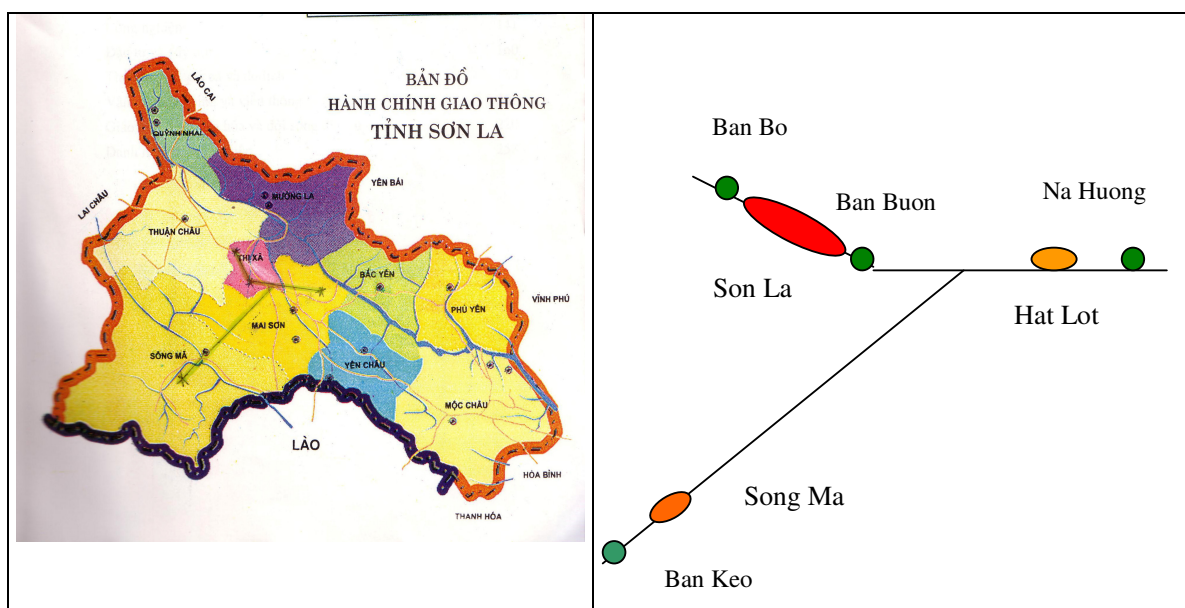 BẢN ĐỒ
HÀNH CHÍNH GIAO THÔNG
TỈNH SƠN LA
LÀO CAI
QUỲNH NHAI
LAI CHÂU
MƯỜNG LA
YÊN BÁI
THUẬN CHÂU
THỊ XÃ
BẮC YÊN
PHÙ YÊN
VĨNH PHÚ
MAI SƠN
SÔNG MÃ
YÊN CHÂU
MỘC CHÂU
LÀO
HÒA BÌNH
THANH HÓA
Ban Bo
Ban Buon
Na Huong
Son La
Hat Lot
Song Ma
Ban Keo